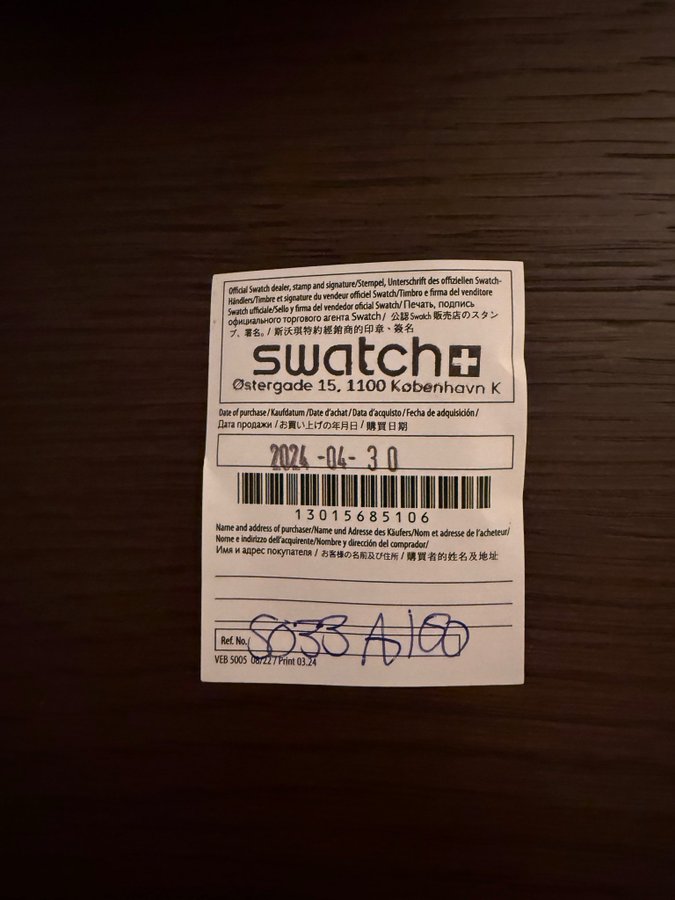 Official Swatch dealer, stamp and signature/Stempel, Unterschrift des offiziellen Swatch-
Händlers/Timbre et signature du vendeur officiel Swatch/Timbro e firma del venditore
Swatch ufficiale/Sello y firma del vendedor oficial Swatch/Печать, подпись
официального торгового агента Swatch/ 公認 Swatch 販売店のスタン
プ、署名。/ 斯沃琪特約經銷商的印章、簽名
swatch
Østergade 15, 1100 København K
Date of purchase/Kaufdatum/Date d'achat/Data d'acquisto/Fecha de adquisición/
Дата продажи/お買い上げの年月日/購買日期
2024-04-30
13015685106
Name and address of purchaser/Name und Adresse des Käufers/Nom et adresse de l'acheteur/
Nome e indirizzo dell'acquirente/Nombre y dirección del comprador/
Имя и адрес покупателя / お客様の名前及び住所 / 購買者的姓名及地址
Ref. No. SO33A100
VEB 5005 08/22 / Print 03.24